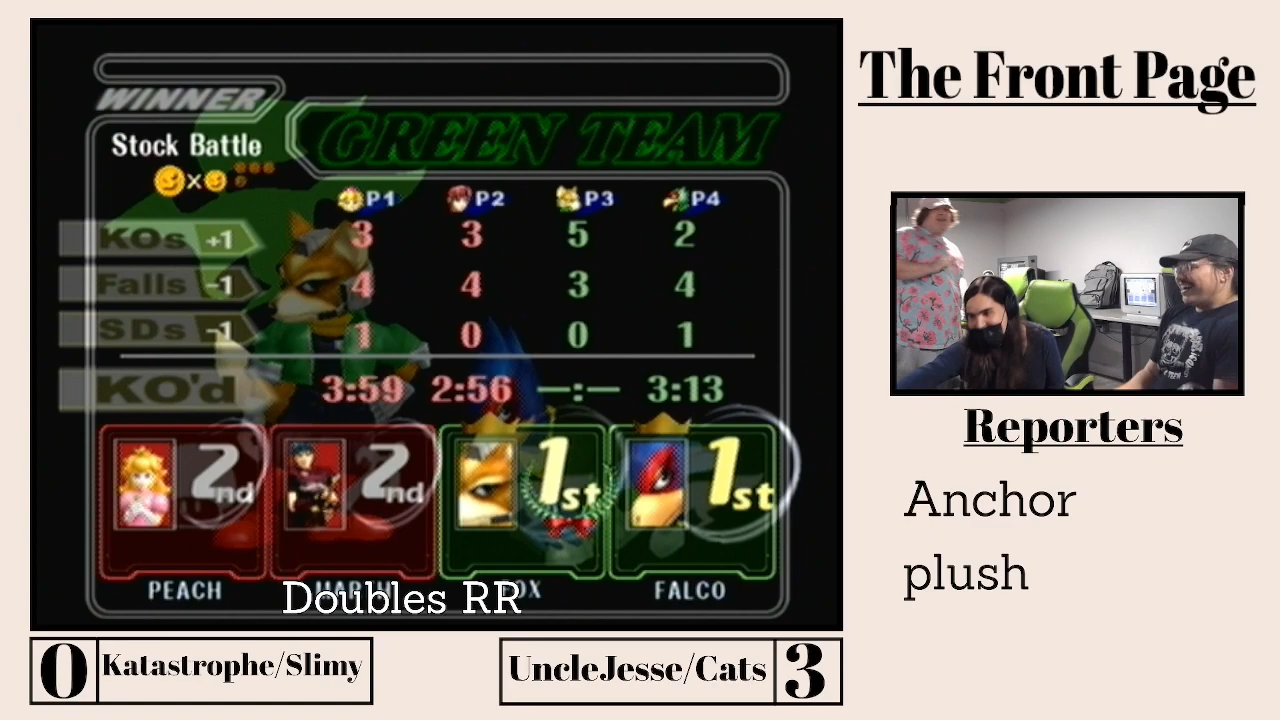 The Front Page
WINNER
GREEN TEAM
Stock Battle
x
P1 P2 P3 P4
KOs +1 3 3 5 2
Falls -1 4 4 3 4
SDs -1 1 0 0 1
KO'd 3:59 2:56 -:- 3:13
2nd 2nd 1st 1st
PEACH MARTH FOX FALCO
Doubles RR
0 Katastrophe/Slimy
UncleJesse/Cats 3
Reporters
Anchor
plush